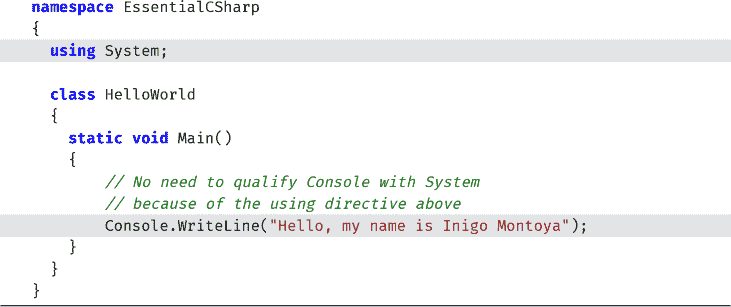 namespace EssentialCSharp
{
  using System;

  class HelloWorld
  {
    static void Main()
    {
        // No need to qualify Console with System
        // because of the using directive above
        Console.WriteLine("Hello, my name is Inigo Montoya");
    }
  }
}